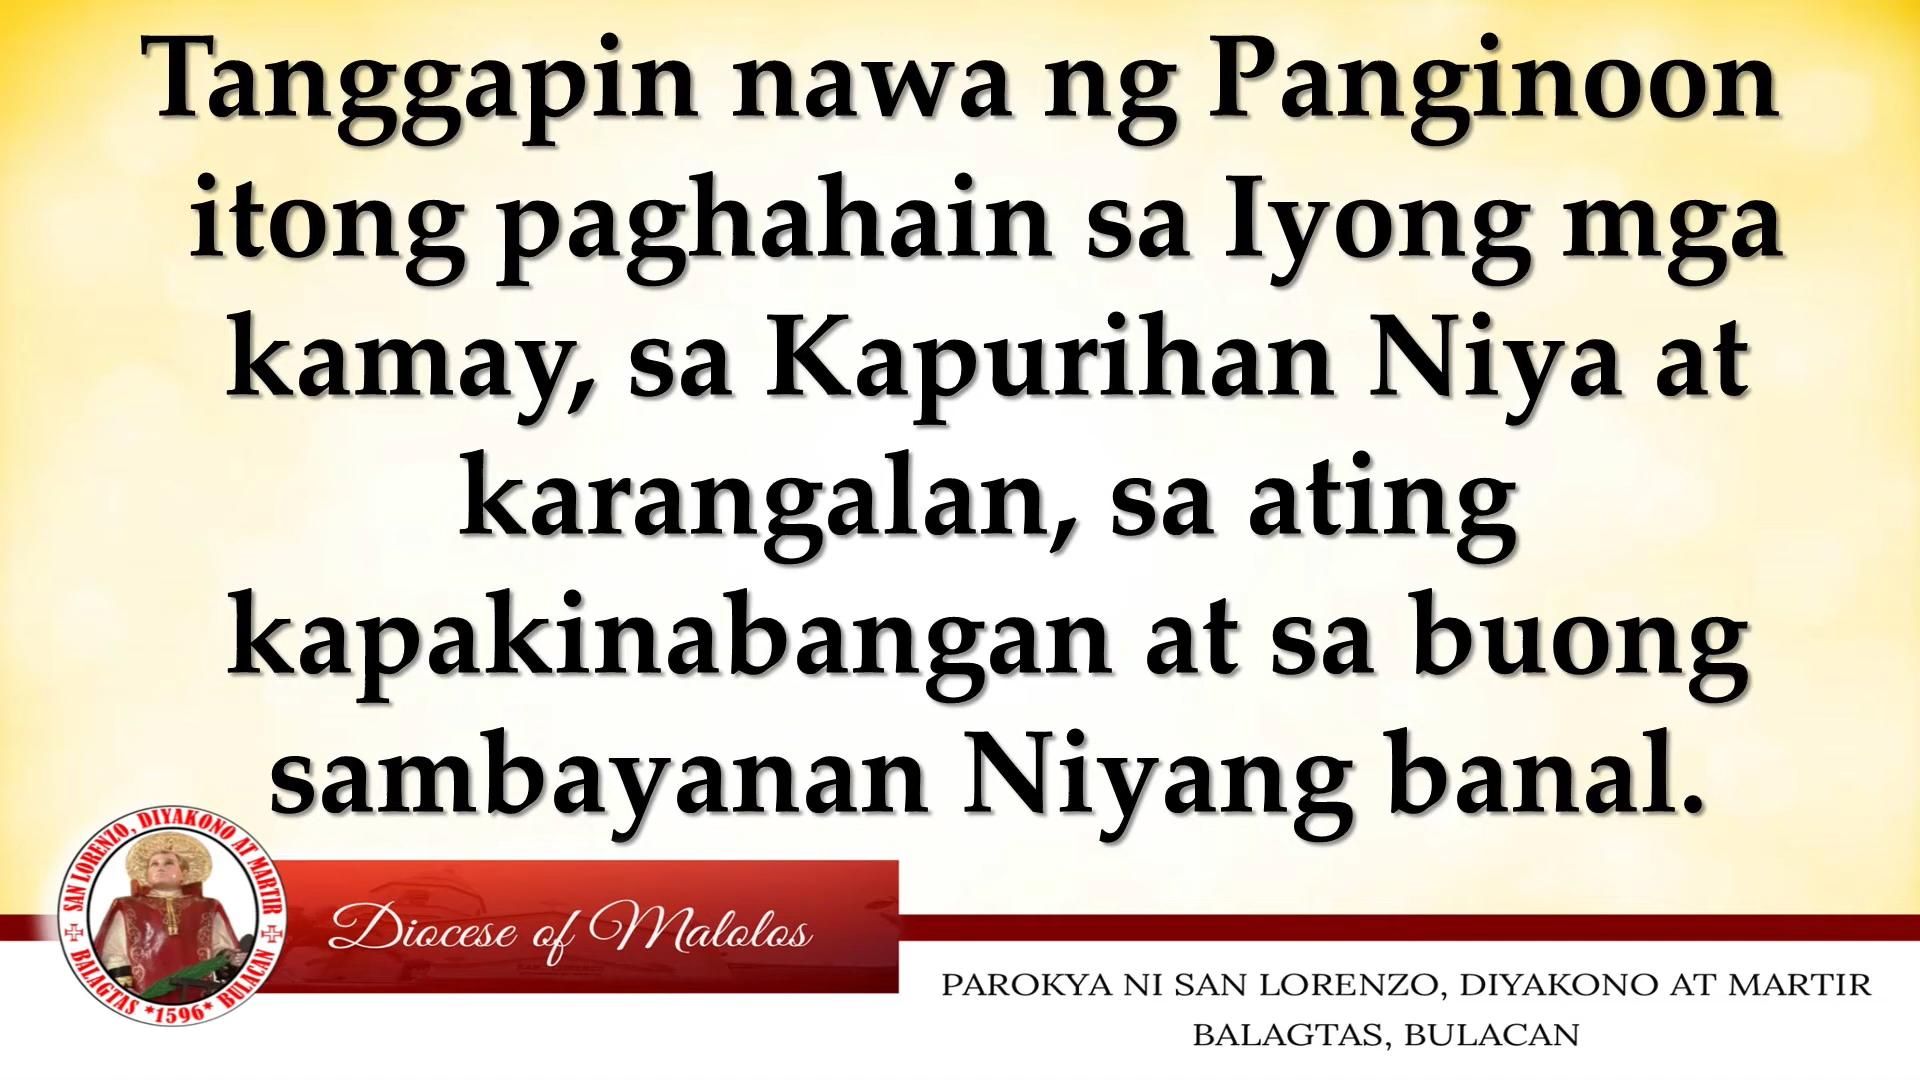 Tanggapin nawa ng Panginoon
itong paghahain sa Iyong mga
kamay, sa Kapurihan Niya at
karangalan, sa ating
kapakinabangan at sa buong
sambayanan Niyang banal.
SAN LORENZO, DIYAKONO AT MARTIR
BALAGTAS *1596* BULACAN
Diocese of Malolos
PAROKYA NI SAN LORENZO, DIYAKONO AT MARTIR
BALAGTAS, BULACAN